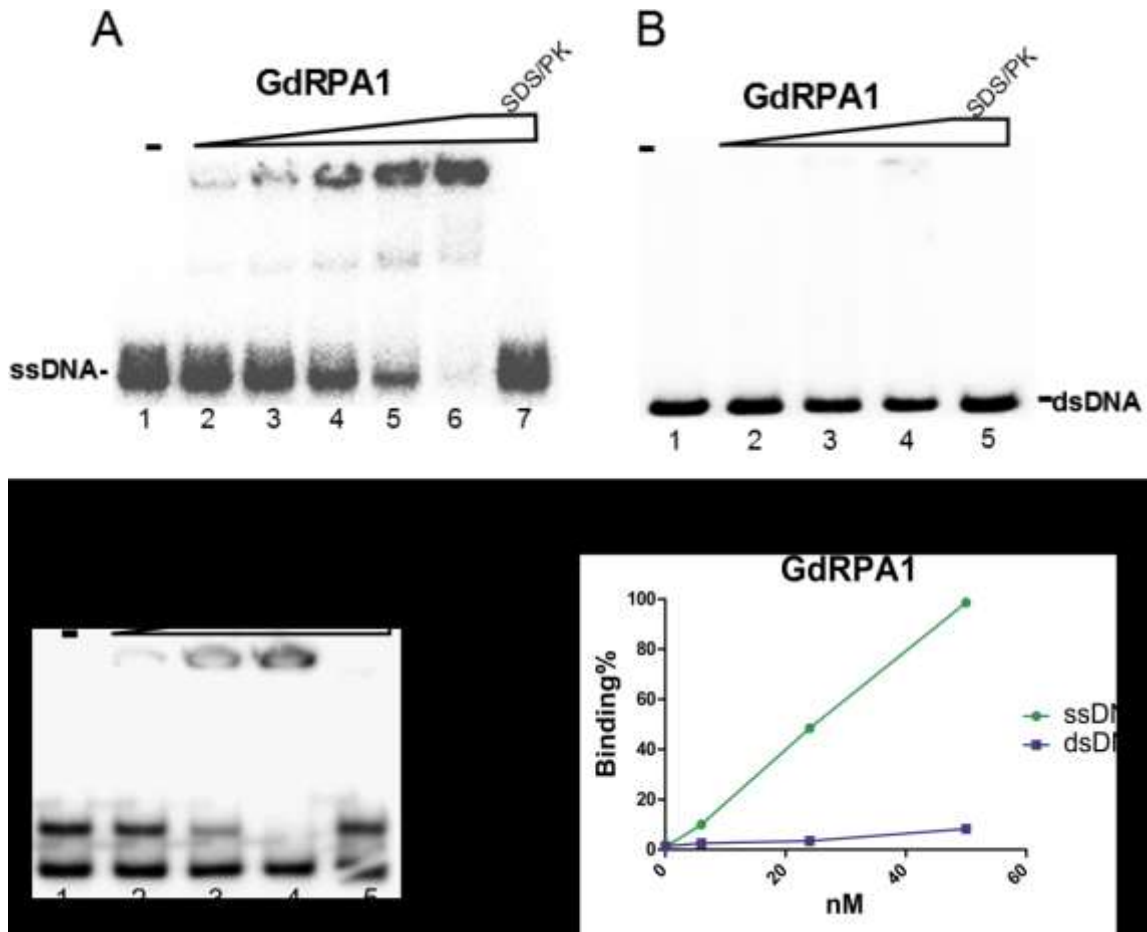 A
GdRPA1
SDS/PK
-
ssDNA-
1 2 3 4 5 6 7
B
GdRPA1
SDS/PK
-
-dsDNA
1 2 3 4 5
-
1 2 3 4 5
GdRPA1
Binding%
100
80
60
40
20
0
0 20 40 60
nM
ssDN
dsDN